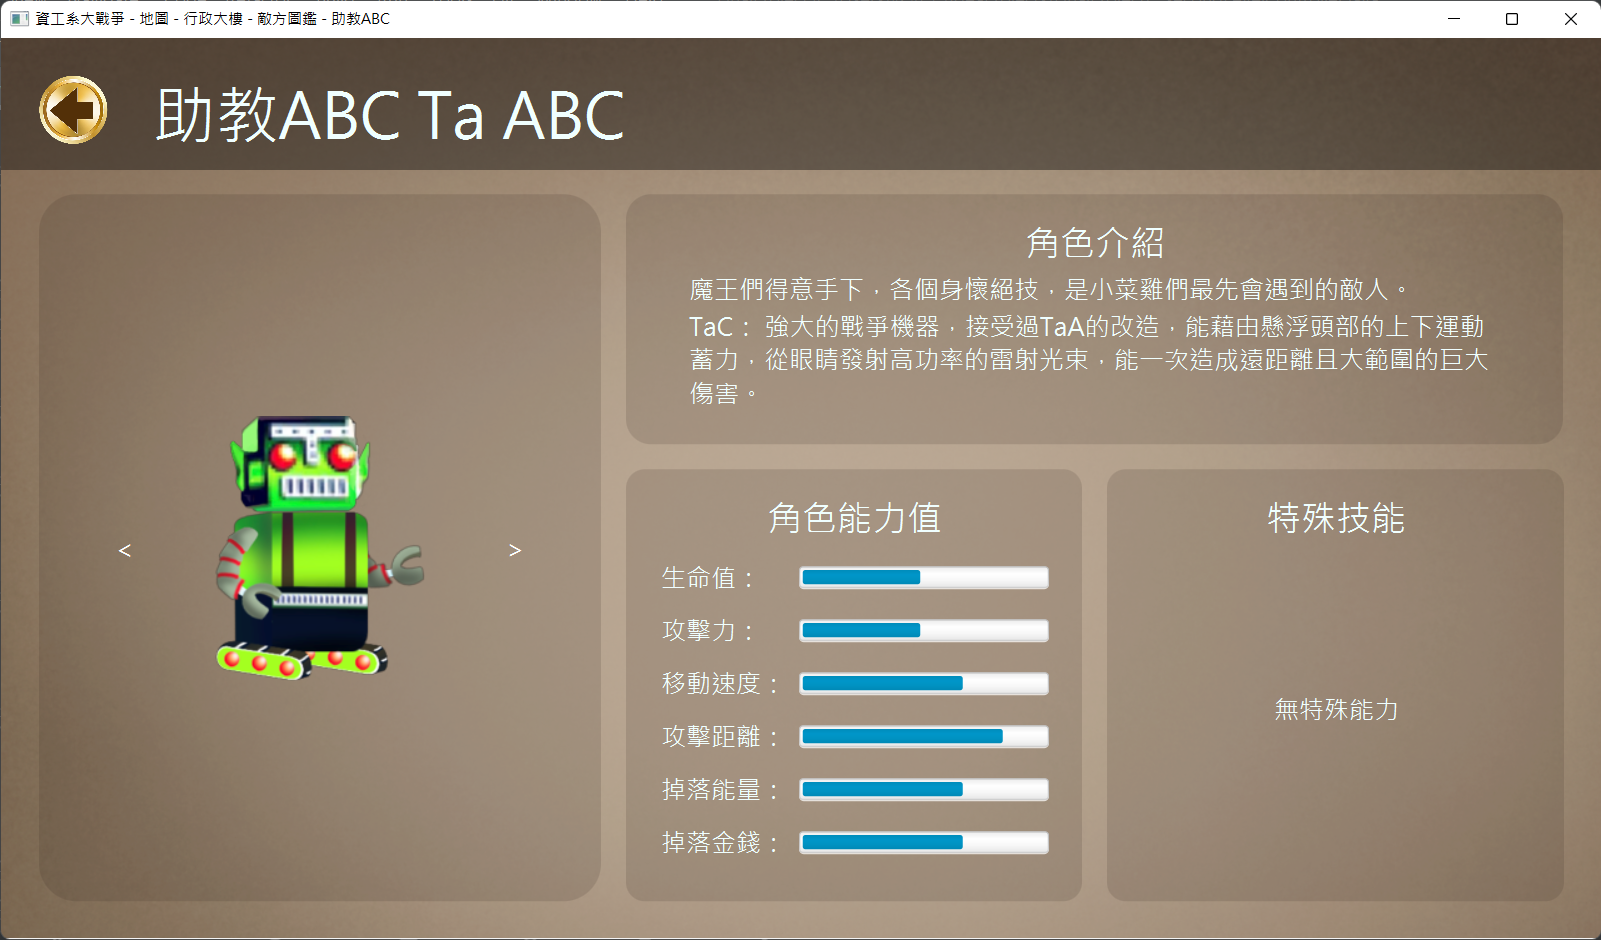 資工系大戰爭 - 地圖 - 行政大樓 - 敵方圖鑑 - 助教ABC
助教ABC Ta ABC
<
>
角色介紹
魔王們得意手下，各個身懷絕技，是小菜雞們最先會遇到的敵人。
TaC： 強大的戰爭機器，接受過TaA的改造，能藉由懸浮頭部的上下運動
蓄力，從眼睛發射高功率的雷射光束，能一次造成遠距離且大範圍的巨大
傷害。
角色能力值
生命值：
攻擊力：
移動速度：
攻擊距離：
掉落能量：
掉落金錢：
特殊技能
無特殊能力